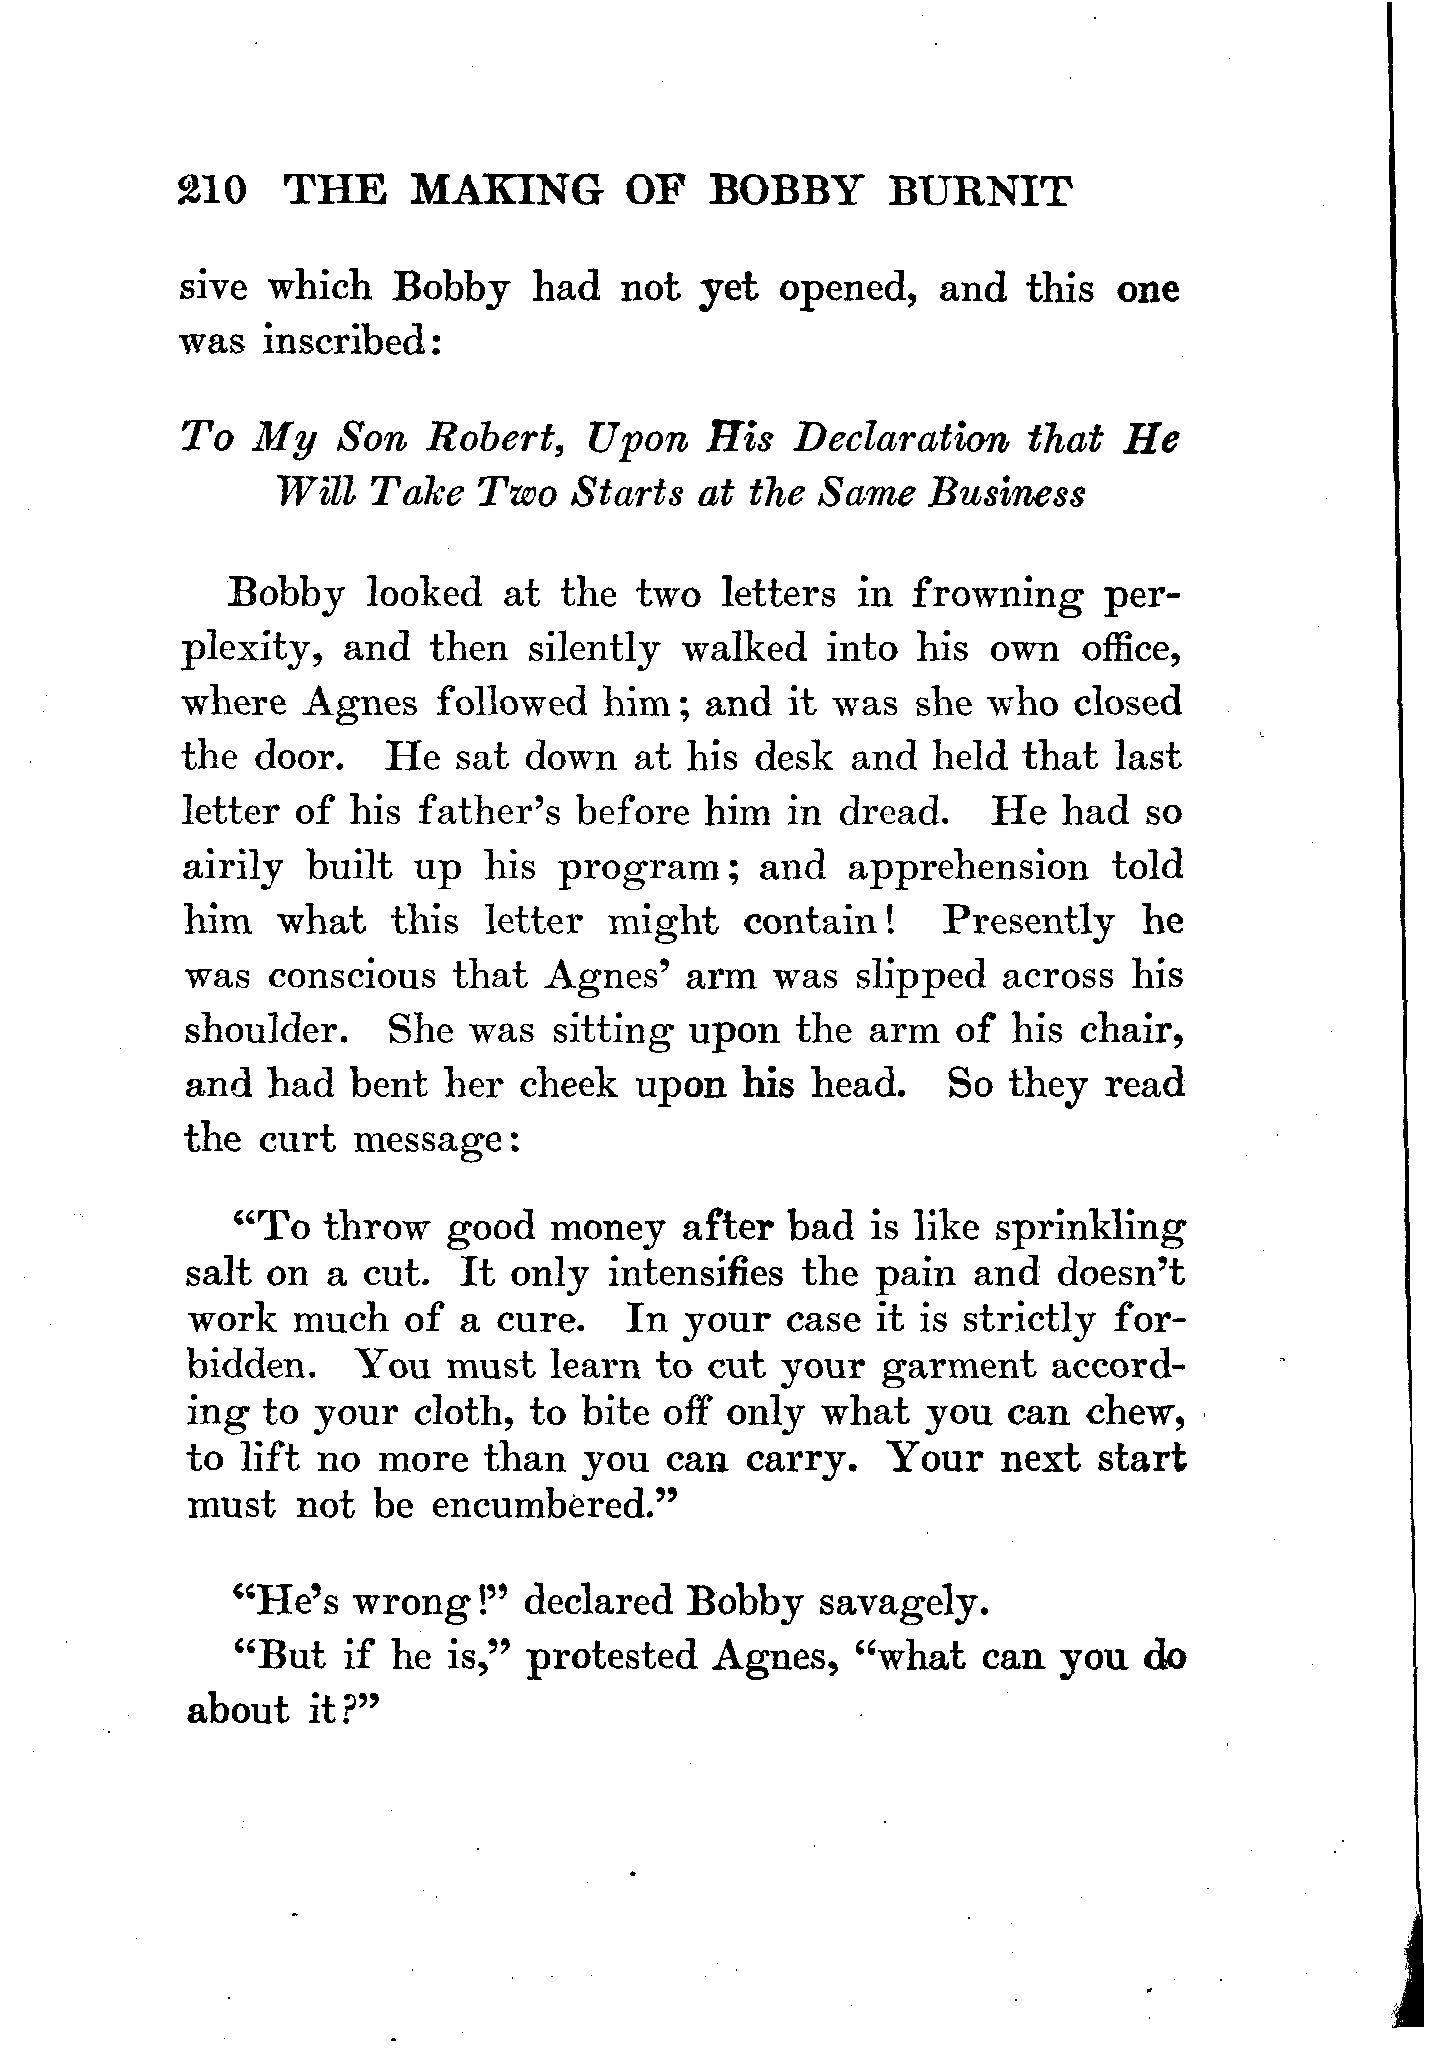 210 THE MAKING OF BOBBY BURNIT
sive which Bobby had not yet opened, and this one
was inscribed:
To My Son Robert, Upon His Declaration that He
Will Take Two Starts at the Same Business
Bobby looked at the two letters in frowning per-
plexity, and then silently walked into his own office,
where Agnes followed him; and it was she who closed
the door. He sat down at his desk and held that last
letter of his father's before him in dread. He had so
airily built up his program; and apprehension told
him what this letter might contain! Presently he
was conscious that Agnes' arm was slipped across his
shoulder. She was sitting upon the arm of his chair,
and had bent her cheek upon his head. So they read
the curt message:
"To throw good money after bad is like sprinkling
salt on a cut. It only intensifies the pain and doesn't
work much of a cure. In your case it is strictly for-
bidden. You must learn to cut your garment accord-
ing to your cloth, to bite off only what you can chew,
to lift no more than you can carry. Your next start
must not be encumbered."
"He's wrong!" declared Bobby savagely.
"But if he is," protested Agnes, "what can you do
about it?"